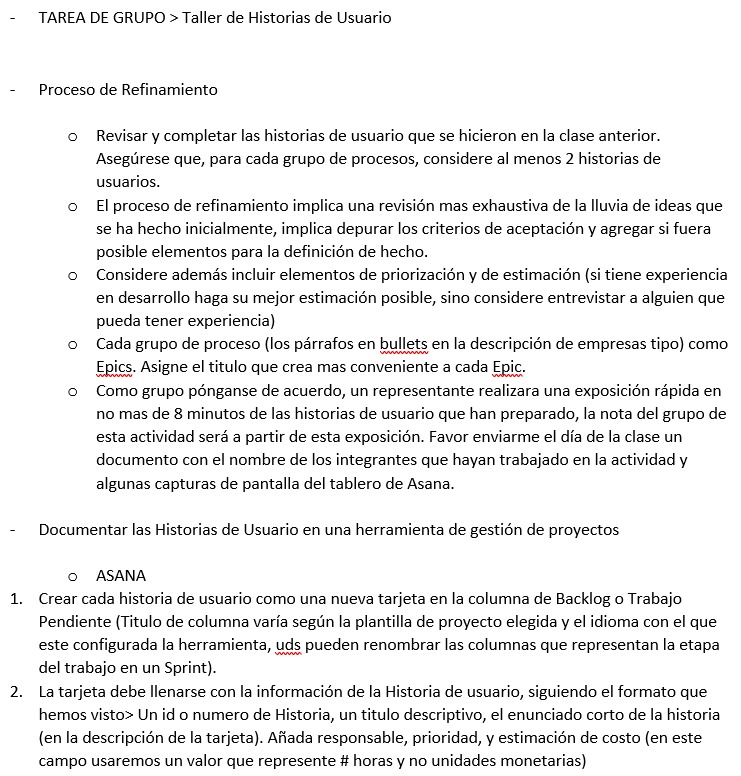 - TAREA DE GRUPO > Taller de Historias de Usuario
- Proceso de Refinamiento
o Revisar y completar las historias de usuario que se hicieron en la clase anterior.
Asegúrese que, para cada grupo de procesos, considere al menos 2 historias de
usuarios.
o El proceso de refinamiento implica una revisión mas exhaustiva de la lluvia de ideas que
se ha hecho inicialmente, implica depurar los criterios de aceptación y agregar si fuera
posible elementos para la definición de hecho.
o Considere además incluir elementos de priorización y de estimación (si tiene experiencia
en desarrollo haga su mejor estimación posible, sino considere entrevistar a alguien que
pueda tener experiencia)
o Cada grupo de proceso (los párrafos en bullets en la descripción de empresas tipo) como
Epics. Asigne el titulo que crea mas conveniente a cada Epic.
o Como grupo pónganse de acuerdo, un representante realizara una exposición rápida en
no mas de 8 minutos de las historias de usuario que han preparado, la nota del grupo de
esta actividad será a partir de esta exposición. Favor enviarme el día de la clase un
documento con el nombre de los integrantes que hayan trabajado en la actividad y
algunas capturas de pantalla del tablero de Asana.
- Documentar las Historias de Usuario en una herramienta de gestión de proyectos
o ASANA
1. Crear cada historia de usuario como una nueva tarjeta en la columna de Backlog o Trabajo
Pendiente (Titulo de columna varía según la plantilla de proyecto elegida y el idioma con el que
este configurada la herramienta, uds pueden renombrar las columnas que representan la etapa
del trabajo en un Sprint).
2. La tarjeta debe llenarse con la información de la Historia de usuario, siguiendo el formato que
hemos visto> Un id o numero de Historia, un titulo descriptivo, el enunciado corto de la historia
(en la descripción de la tarjeta). Añada responsable, prioridad, y estimación de costo (en este
campo usaremos un valor que represente # horas y no unidades monetarias)